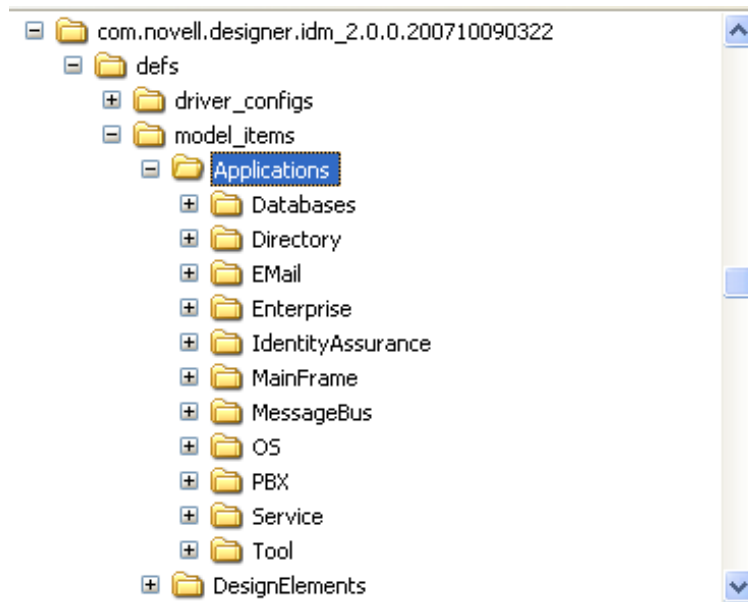 com.novell.designer.idm_2.0.0.200710090322
defs
driver_configs
model_items
Applications
Databases
Directory
EMail
Enterprise
IdentityAssurance
MainFrame
MessageBus
OS
PBX
Service
Tool
DesignElements